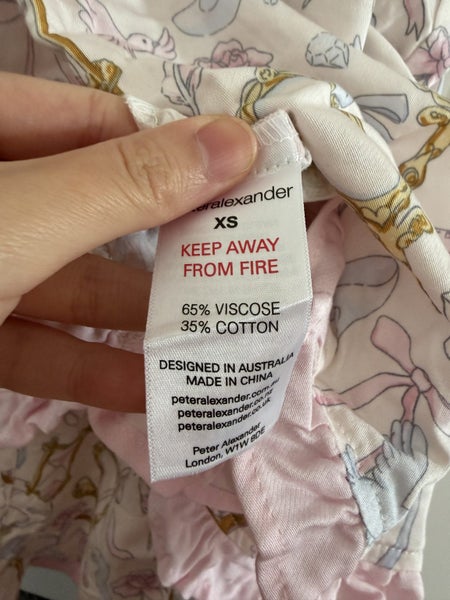 eralexander
XS
KEEP AWAY
FROM FIRE
65% VISCOSE
35% COTTON
DESIGNED IN AUSTRALIA
MADE IN CHINA
peteralexander.com.au
peteralexander.co.nz
peteralexander.co.uk
Peter Alexander
London, W1W 8DE